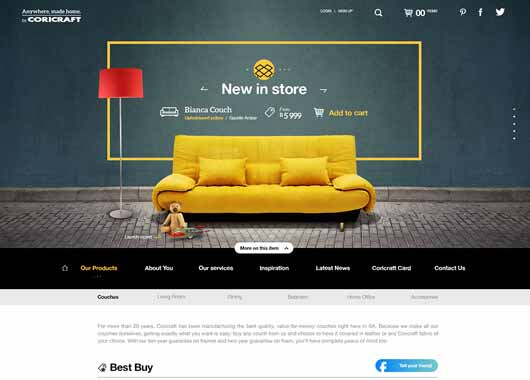 Anywhere, made home.
by CORICRAFT
LOGIN | SIGN UP
00 ITEMS
New in store
Bianca Couch
Upholstered police / Gazelle Amber
From
R5 999
Add to cart
More on this item
Our Products
About You
Our services
Inspiration
Latest News
Coricraft Card
Contact Us
Couches
Living Room
Dining
Bedroom
Home Office
Accessories
For more than 20 years, Coricraft has been manufacturing the best quality, value-for-money couches right here in SA. Because we make all our
couches ourselves, getting exactly what you want is easy: buy any couch from us and choose to have it covered in leather or any Coricraft fabric of
your choice. With our ten year guarantee on frames and two year guarantee on foam, you'll have complete peace of mind too.
Best Buy
Tell your friend!